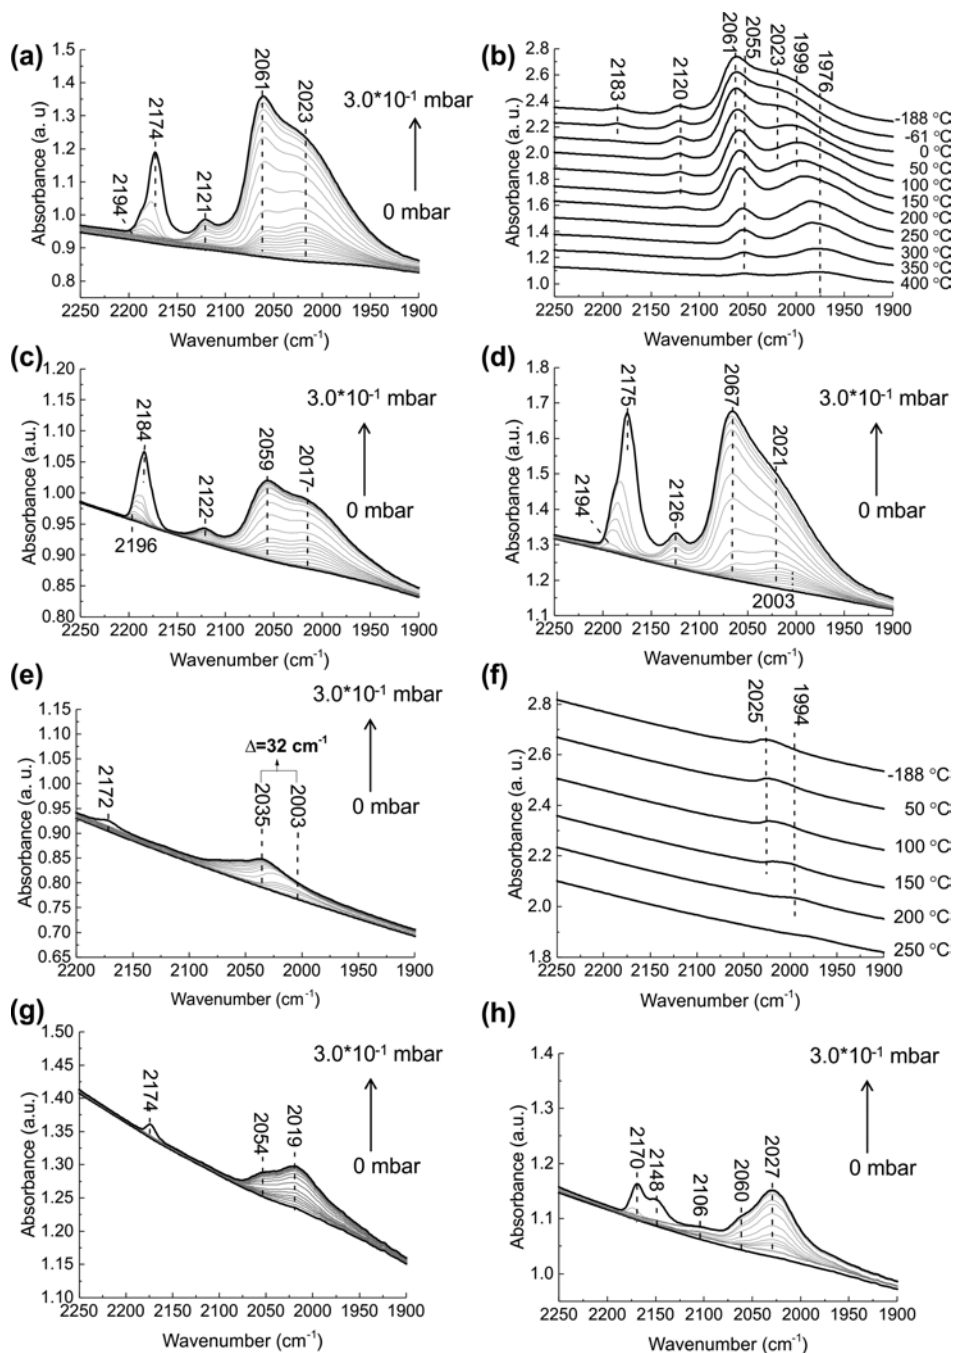 (a)
Absorbance (a. u.)
1.5
1.4
1.3
1.2
1.1
1.0
0.9
0.8
2194
2174
2121
2061
2023
3.0*10-1 mbar
0 mbar
2250 2200 2150 2100 2050 2000 1950 1900
Wavenumber (cm-1)
(b)
Absorbance (a. u.)
2.8
2.6
2.4
2.2
2.0
1.8
1.6
1.4
1.2
1.0
2183
2120
2061
2055
2023
1999
1976
-188 °C
-61 °C
0 °C
50 °C
100 °C
150 °C
200 °C
250 °C
300 °C
350 °C
400 °C
2250 2200 2150 2100 2050 2000 1950 1900
Wavenumber (cm-1)
(c)
Absorbance (a.u.)
1.20
1.15
1.10
1.05
1.00
0.95
0.90
0.85
0.80
2184
2196
2122
2059
2017
3.0*10-1 mbar
0 mbar
2250 2200 2150 2100 2050 2000 1950 1900
Wavenumber (cm-1)
(d)
Absorbance (a.u.)
1.8
1.7
1.6
1.5
1.4
1.3
1.2
1.1
2194
2175
2126
2067
2021
2003
3.0*10-1 mbar
0 mbar
2250 2200 2150 2100 2050 2000 1950 1900
Wavenumber (cm-1)
(e)
Absorbance (a. u.)
1.15
1.10
1.05
1.00
0.95
0.90
0.85
0.80
0.75
0.70
0.65
2172
Δ=32 cm-1
2035
2003
3.0*10-1 mbar
0 mbar
2200 2150 2100 2050 2000 1950 1900
Wavenumber (cm-1)
(f)
Absorbance (a. u.)
2.8
2.6
2.4
2.2
2.0
1.8
2025
1994
-188 °C
50 °C
100 °C
150 °C
200 °C
250 °C
2250 2200 2150 2100 2050 2000 1950 1900
Wavenumber (cm-1)
(g)
Absorbance (a.u.)
1.50
1.45
1.40
1.35
1.30
1.25
1.20
1.15
1.10
2174
2054
2019
3.0*10-1 mbar
0 mbar
2250 2200 2150 2100 2050 2000 1950 1900
Wavenumber (cm-1)
(h)
Absorbance (a.u.)
1.4
1.3
1.2
1.1
1.0
2170
2148
2106
2060
2027
3.0*10-1 mbar
0 mbar
2250 2200 2150 2100 2050 2000 1950 1900
Wavenumber (cm-1)